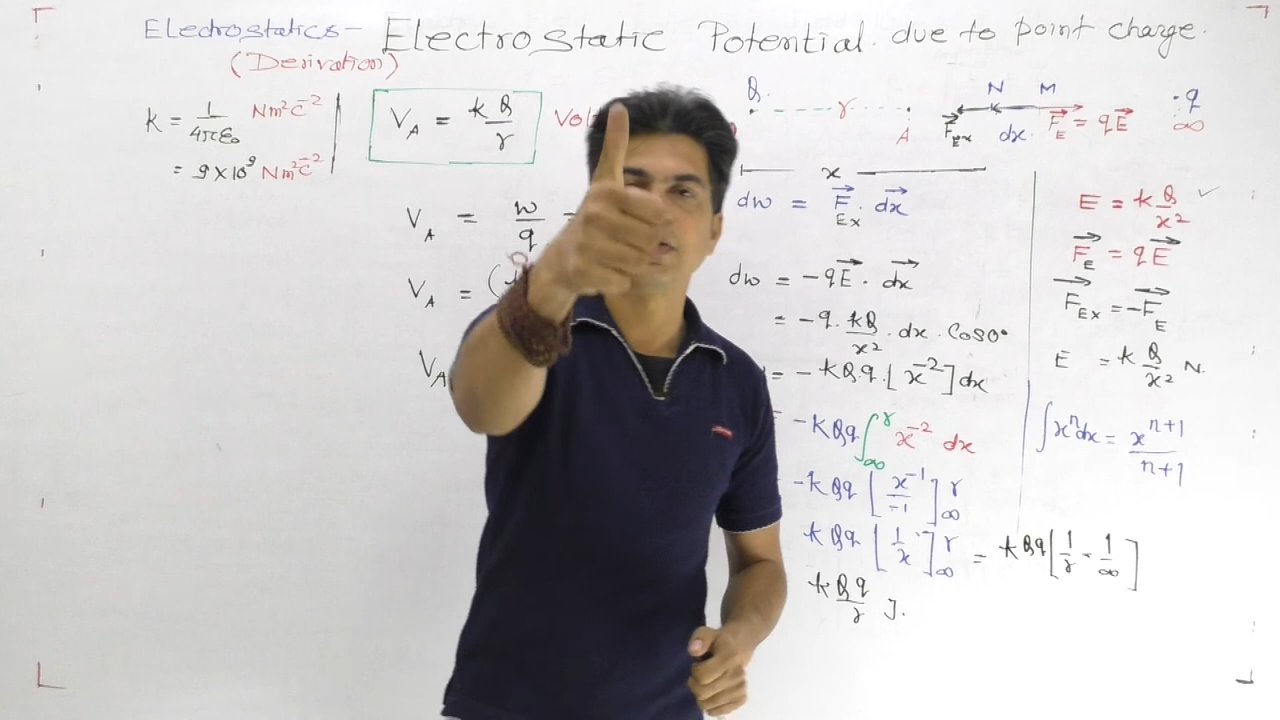 Electrostatics - Electrostatic Potential due to point charge.
(Derivation)
K = 1/4πε₀ Nm²C⁻²
= 9×10⁹ Nm²C⁻²
V_A = kQ/r
Q r A
N M
dx
F_Ex
F_E = qE
q
∞
x
V_A = w/q =
V_A = (
V_A
dw = F_Ex · dx
dw = -qE · dx
= -q · kQ/x² · dx · Cos0°
= -kQq · [x⁻²] dx
-kQq ∫_∞^r x⁻² dx
-kQq [x⁻¹/-1]_∞^r
kQq [1/x]_∞^r = kQq [1/r - 1/∞]
kQq/r J.
E = k Q/x² ✓
F_E = qE
F_Ex = -F_E
E = k Q/x² N.
∫xⁿdx = xⁿ⁺¹/n+1